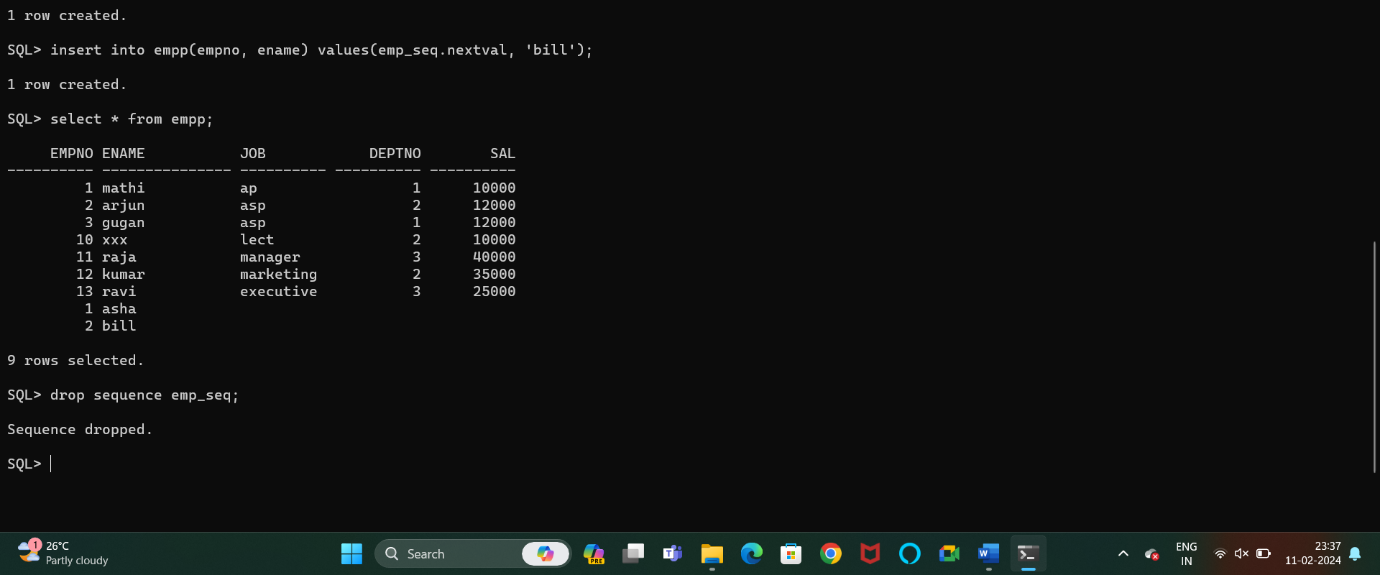 1 row created.
SQL> insert into empp(empno, ename) values(emp_seq.nextval, 'bill');
1 row created.
SQL> select * from empp;
EMPNO ENAME JOB DEPTNO SAL
---------- --------------- ---------- ---------- ----------
1 mathi ap 1 10000
2 arjun asp 2 12000
3 gugan asp 1 12000
10 xxx lect 2 10000
11 raja manager 3 40000
12 kumar marketing 2 35000
13 ravi executive 3 25000
1 asha
2 bill
9 rows selected.
SQL> drop sequence emp_seq;
Sequence dropped.
SQL>
1
26°C
Partly cloudy
Search
PRE
ENG
IN
23:37
11-02-2024